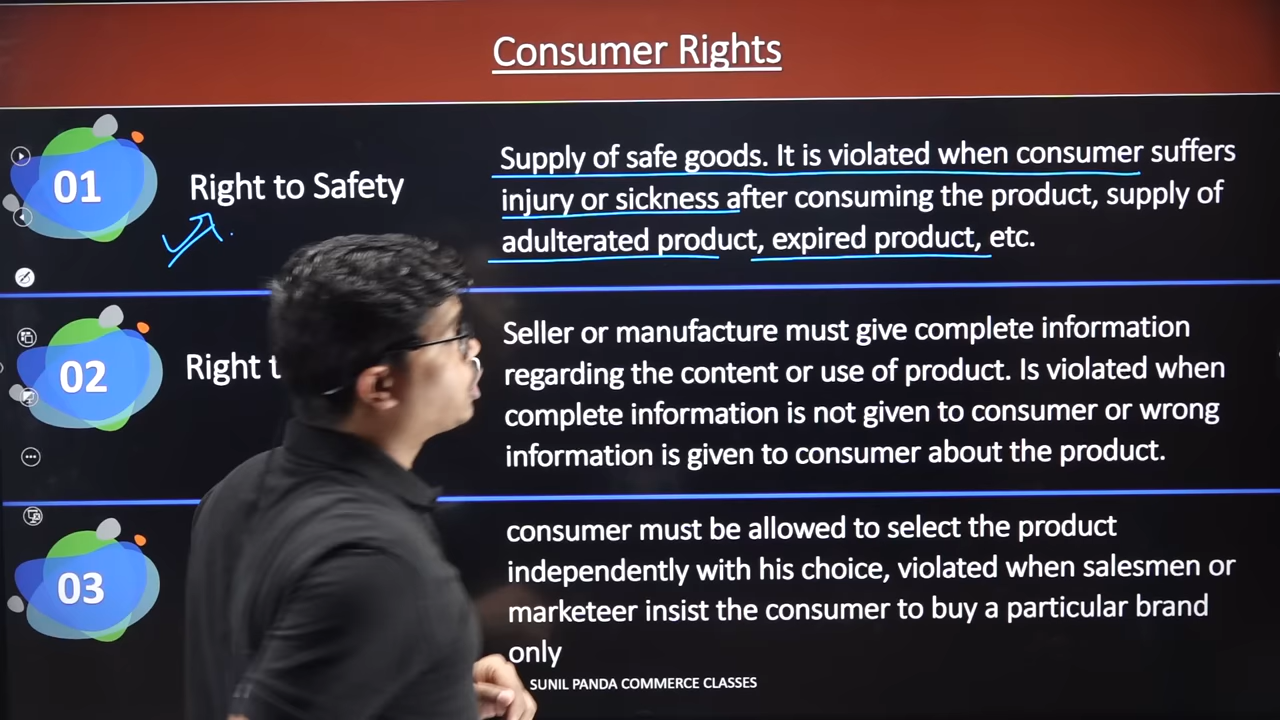 Consumer Rights
01
Right to Safety
Supply of safe goods. It is violated when consumer suffers
injury or sickness after consuming the product, supply of
adulterated product, expired product, etc.
02
Right t
Seller or manufacture must give complete information
regarding the content or use of product. Is violated when
complete information is not given to consumer or wrong
information is given to consumer about the product.
03
consumer must be allowed to select the product
independently with his choice, violated when salesmen or
marketeer insist the consumer to buy a particular brand
only
SUNIL PANDA COMMERCE CLASSES